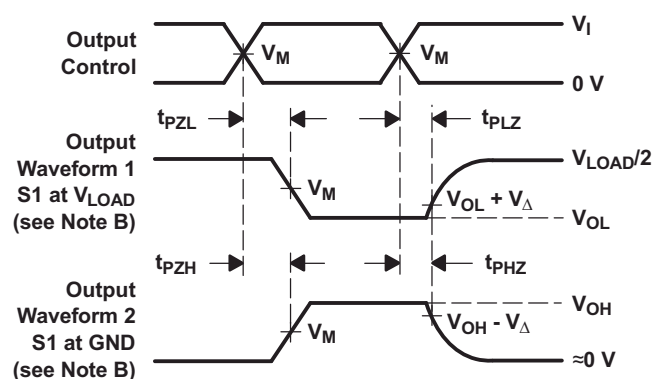 Output
Control
V_M
V_M
V_I
0 V
t_PZL
t_PLZ
Output
Waveform 1
S1 at V_LOAD
(see Note B)
V_M
V_LOAD/2
V_OL + V_Δ
V_OL
t_PZH
t_PHZ
Output
Waveform 2
S1 at GND
(see Note B)
V_M
V_OH
V_OH - V_Δ
≈0 V